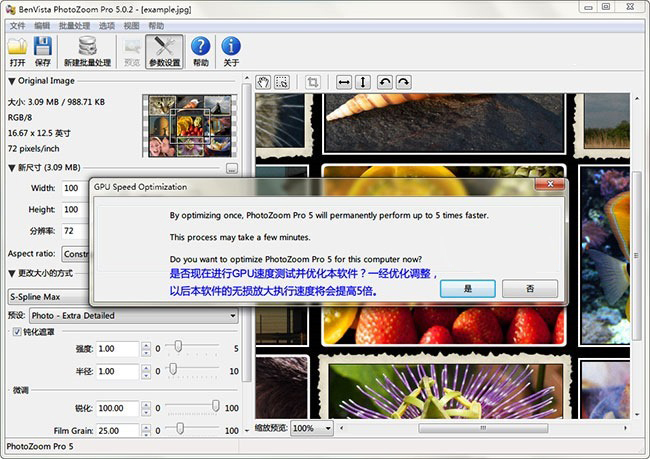 BenVista PhotoZoom Pro 5.0.2 - [example.jpg]
文件 编辑 批量处理 选项 视图 帮助
打开 保存 新建批量处理 预览 参数设置 帮助 关于
Original Image
大小: 3.09 MB / 988.71 KB
RGB/8
16.67 x 12.5 英寸
72 pixels/inch
新尺寸 (3.09 MB)
...
Width: 100
Height: 100
分辨率: 72
Aspect ratio: Constr
更改大小的方式
S-Spline Max
预设: Photo - Extra Detailed
钝化遮罩
强度: 1.00 0 5
半径: 1.00 0 10
微调
锐化: 100.00 0 100
Film Grain: 25.00 0 100
GPU Speed Optimization
By optimizing once, PhotoZoom Pro 5 will permanently perform up to 5 times faster.
This process may take a few minutes.
Do you want to optimize PhotoZoom Pro 5 for this computer now?
是否现在进行GPU速度测试并优化本软件？一经优化调整，
以后本软件的无损放大执行速度将会提高5倍。
是 否
缩放预览: 100%
PhotoZoom Pro 5